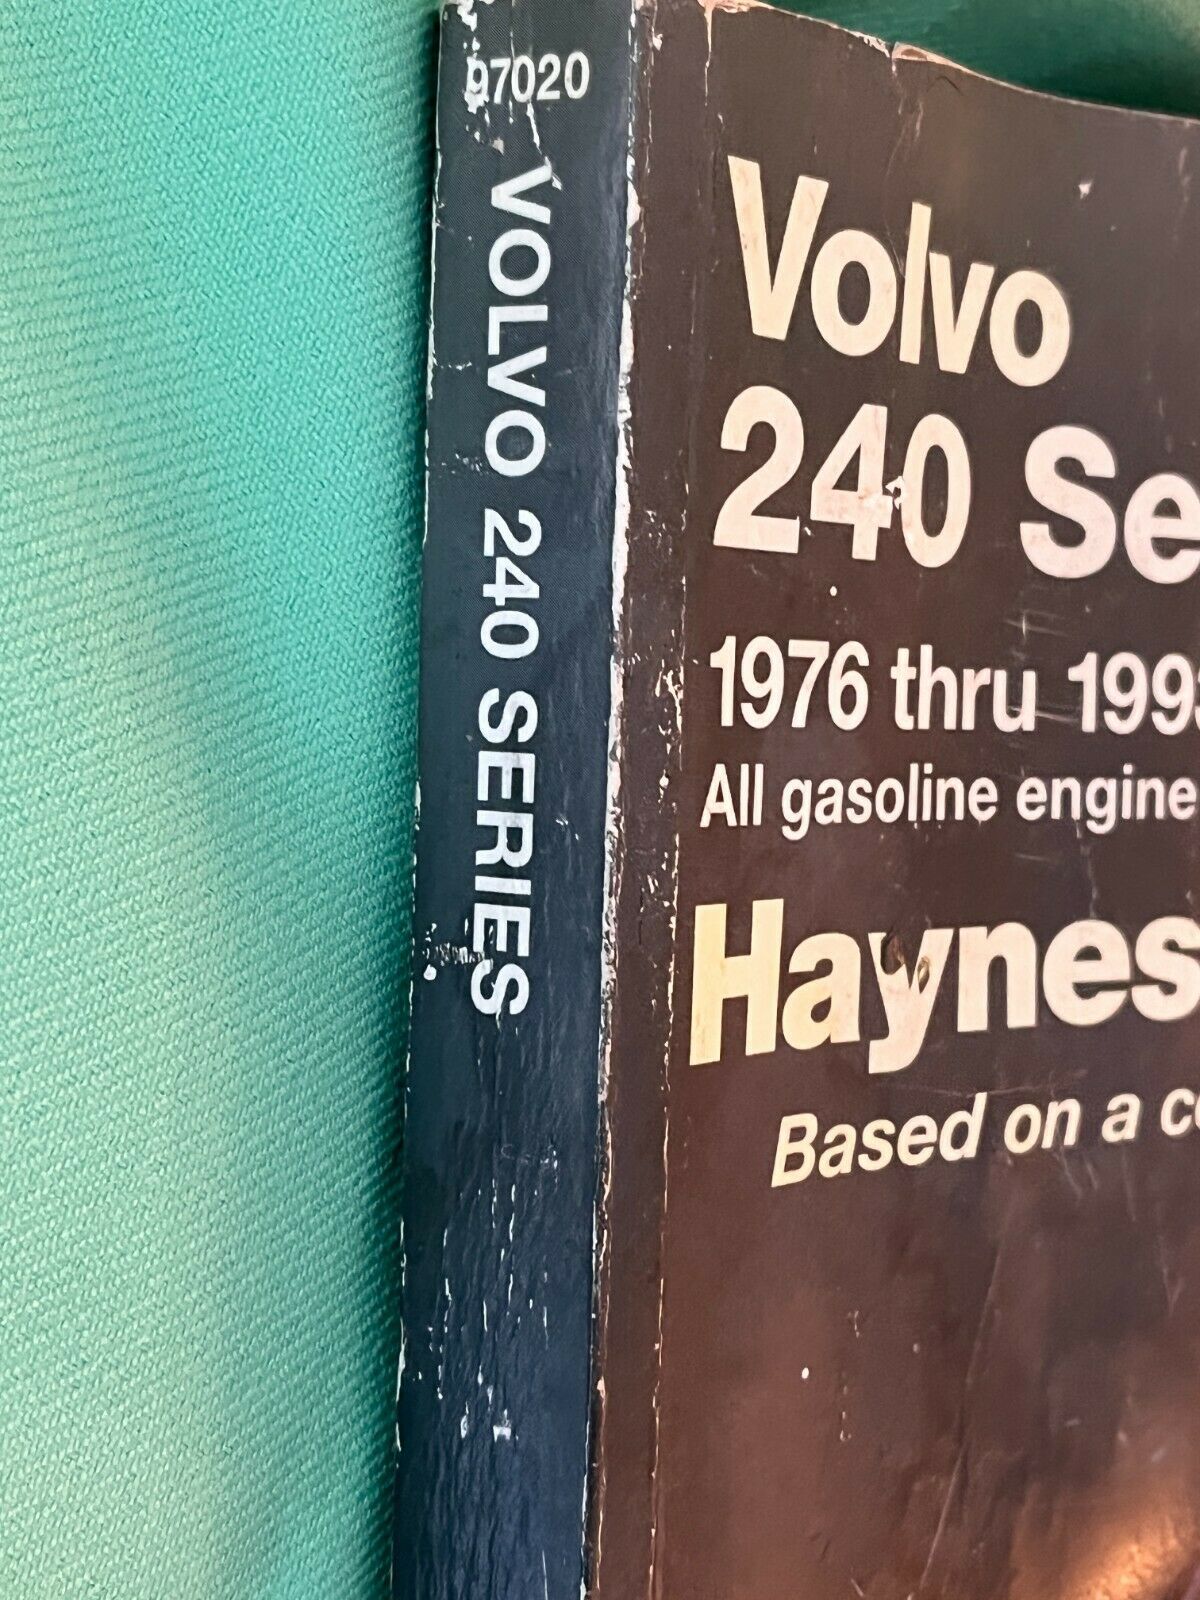 97020
VOLVO 240 SERIES
Volvo
240 Se
1976 thru 199
All gasoline engine
Haynes
Based on a c